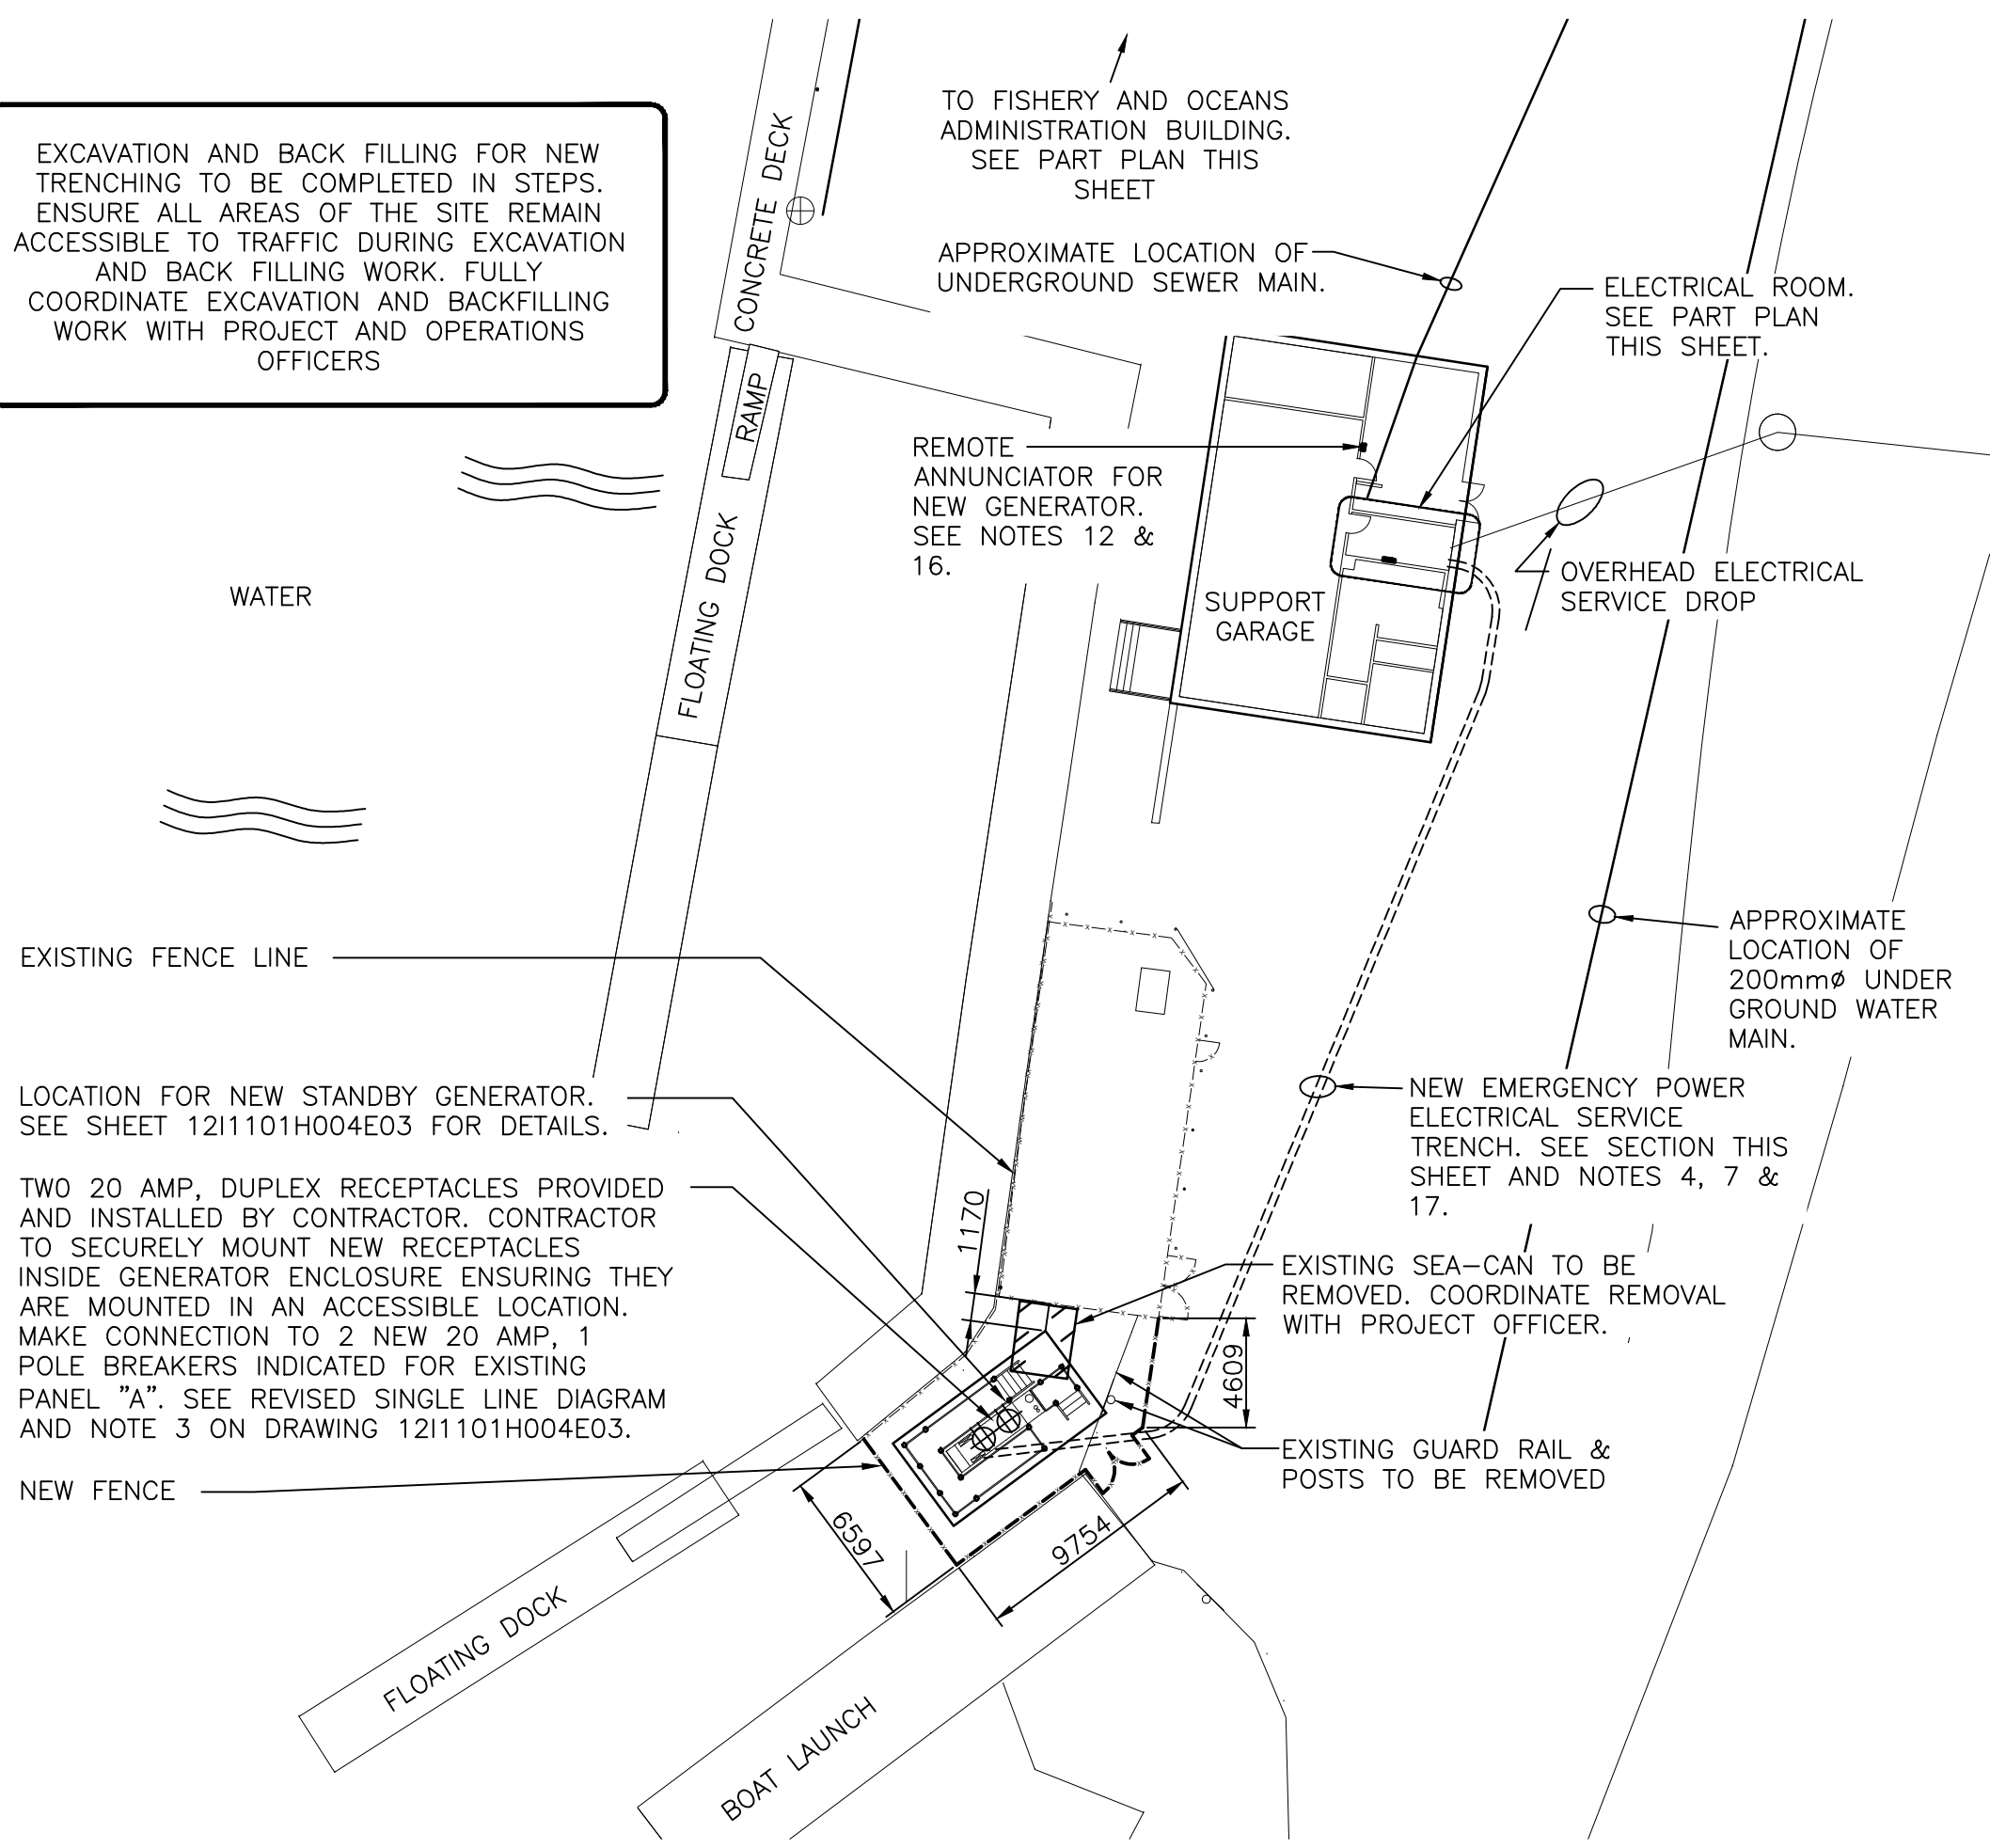 EXCAVATION AND BACK FILLING FOR NEW
TRENCHING TO BE COMPLETED IN STEPS.
ENSURE ALL AREAS OF THE SITE REMAIN
ACCESSIBLE TO TRAFFIC DURING EXCAVATION
AND BACK FILLING WORK. FULLY
COORDINATE EXCAVATION AND BACKFILLING
WORK WITH PROJECT AND OPERATIONS
OFFICERS
CONCRETE DECK
TO FISHERY AND OCEANS
ADMINISTRATION BUILDING.
SEE PART PLAN THIS
SHEET
APPROXIMATE LOCATION OF
UNDERGROUND SEWER MAIN.
ELECTRICAL ROOM.
SEE PART PLAN
THIS SHEET.
RAMP
REMOTE
ANNUNCIATOR FOR
NEW GENERATOR.
SEE NOTES 12 &
16.
FLOATING DOCK
WATER
SUPPORT
GARAGE
OVERHEAD ELECTRICAL
SERVICE DROP
EXISTING FENCE LINE
APPROXIMATE
LOCATION OF
200mmø UNDER
GROUND WATER
MAIN.
LOCATION FOR NEW STANDBY GENERATOR.
SEE SHEET 12I1101H004E03 FOR DETAILS.
NEW EMERGENCY POWER
ELECTRICAL SERVICE
TRENCH. SEE SECTION THIS
SHEET AND NOTES 4, 7 &
17.
TWO 20 AMP, DUPLEX RECEPTACLES PROVIDED
AND INSTALLED BY CONTRACTOR. CONTRACTOR
TO SECURELY MOUNT NEW RECEPTACLES
INSIDE GENERATOR ENCLOSURE ENSURING THEY
ARE MOUNTED IN AN ACCESSIBLE LOCATION.
MAKE CONNECTION TO 2 NEW 20 AMP, 1
POLE BREAKERS INDICATED FOR EXISTING
PANEL "A". SEE REVISED SINGLE LINE DIAGRAM
AND NOTE 3 ON DRAWING 12I1101H004E03.
1170
EXISTING SEA-CAN TO BE
REMOVED. COORDINATE REMOVAL
WITH PROJECT OFFICER.
4609
EXISTING GUARD RAIL &
POSTS TO BE REMOVED
NEW FENCE
6597
9754
FLOATING DOCK
BOAT LAUNCH